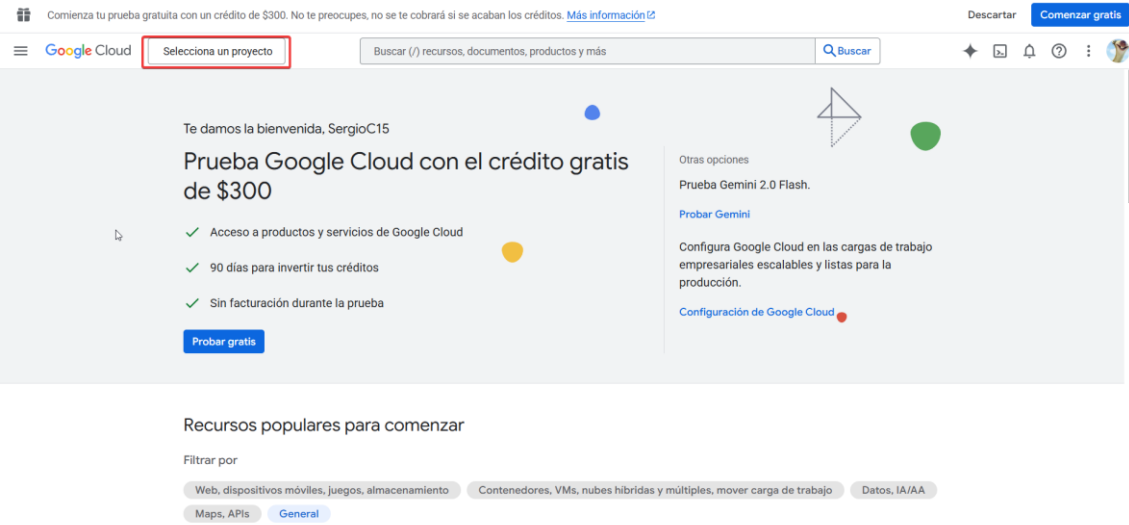 Comienza tu prueba gratuita con un crédito de $300. No te preocupes, no se te cobrará si se acaban los créditos. Más información
Descartar
Comenzar gratis
Google Cloud
Selecciona un proyecto
Buscar (/) recursos, documentos, productos y más
Buscar
Te damos la bienvenida, SergioC15
Prueba Google Cloud con el crédito gratis
de $300
Acceso a productos y servicios de Google Cloud
90 días para invertir tus créditos
Sin facturación durante la prueba
Probar gratis
Otras opciones
Prueba Gemini 2.0 Flash.
Probar Gemini
Configura Google Cloud en las cargas de trabajo
empresariales escalables y listas para la
producción.
Configuración de Google Cloud
Recursos populares para comenzar
Filtrar por
Web, dispositivos móviles, juegos, almacenamiento
Contenedores, VMs, nubes híbridas y múltiples, mover carga de trabajo
Datos, IA/AA
Maps, APIs
General